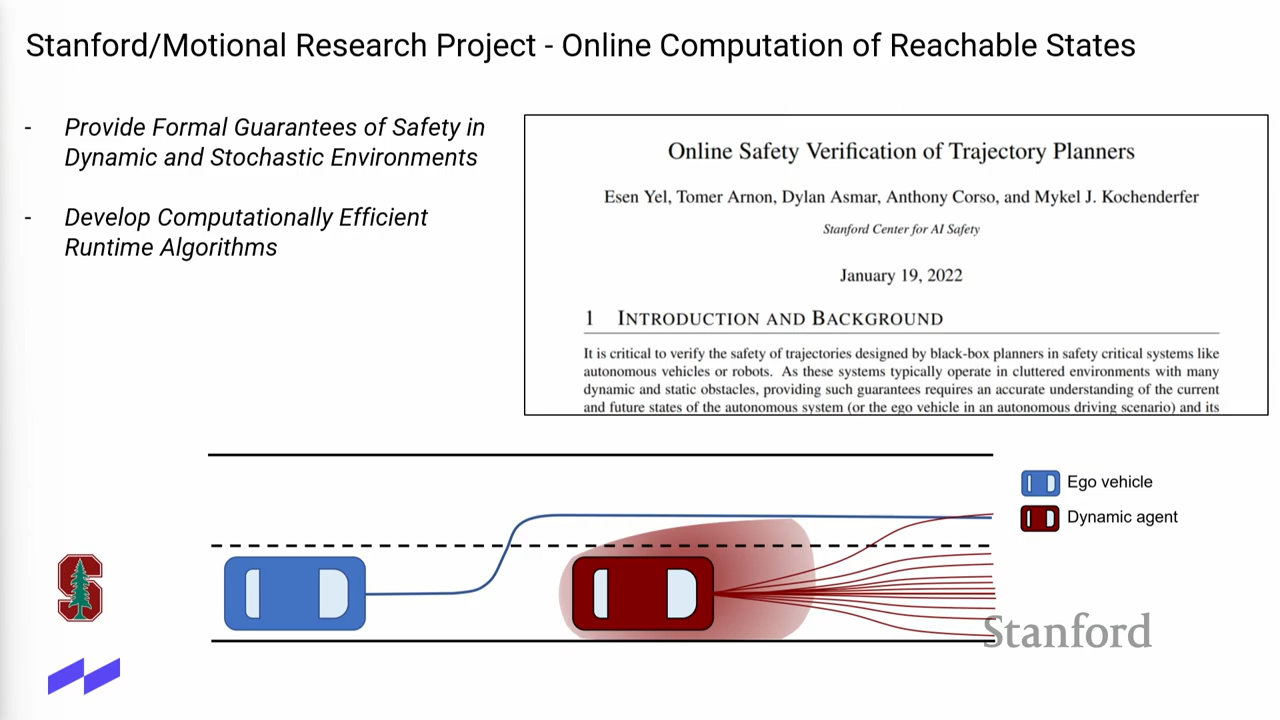 Stanford/Motional Research Project - Online Computation of Reachable States
- Provide Formal Guarantees of Safety in
Dynamic and Stochastic Environments
- Develop Computationally Efficient
Runtime Algorithms
Online Safety Verification of Trajectory Planners
Esen Yel, Tomer Arnon, Dylan Asmar, Anthony Corso, and Mykel J. Kochenderfer
Stanford Center for AI Safety
January 19, 2022
1 INTRODUCTION AND BACKGROUND
It is critical to verify the safety of trajectories designed by black-box planners in safety critical systems like
autonomous vehicles or robots. As these systems typically operate in cluttered environments with many
dynamic and static obstacles, providing such guarantees requires an accurate understanding of the current
and future states of the autonomous system (or the ego vehicle in an autonomous driving scenario) and its
Ego vehicle
Dynamic agent
S
Stanford